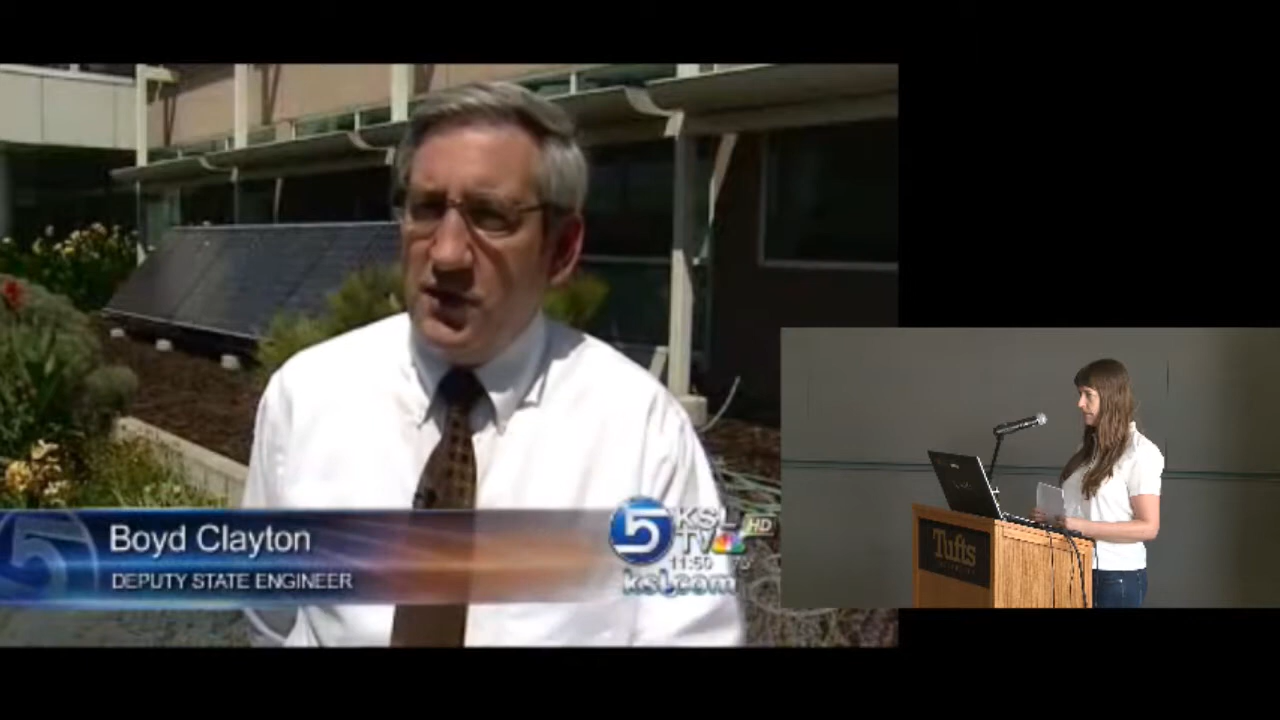 Boyd Clayton
DEPUTY STATE ENGINEER
5
KSL
TV
HD
11:50
ksl.com
Tufts